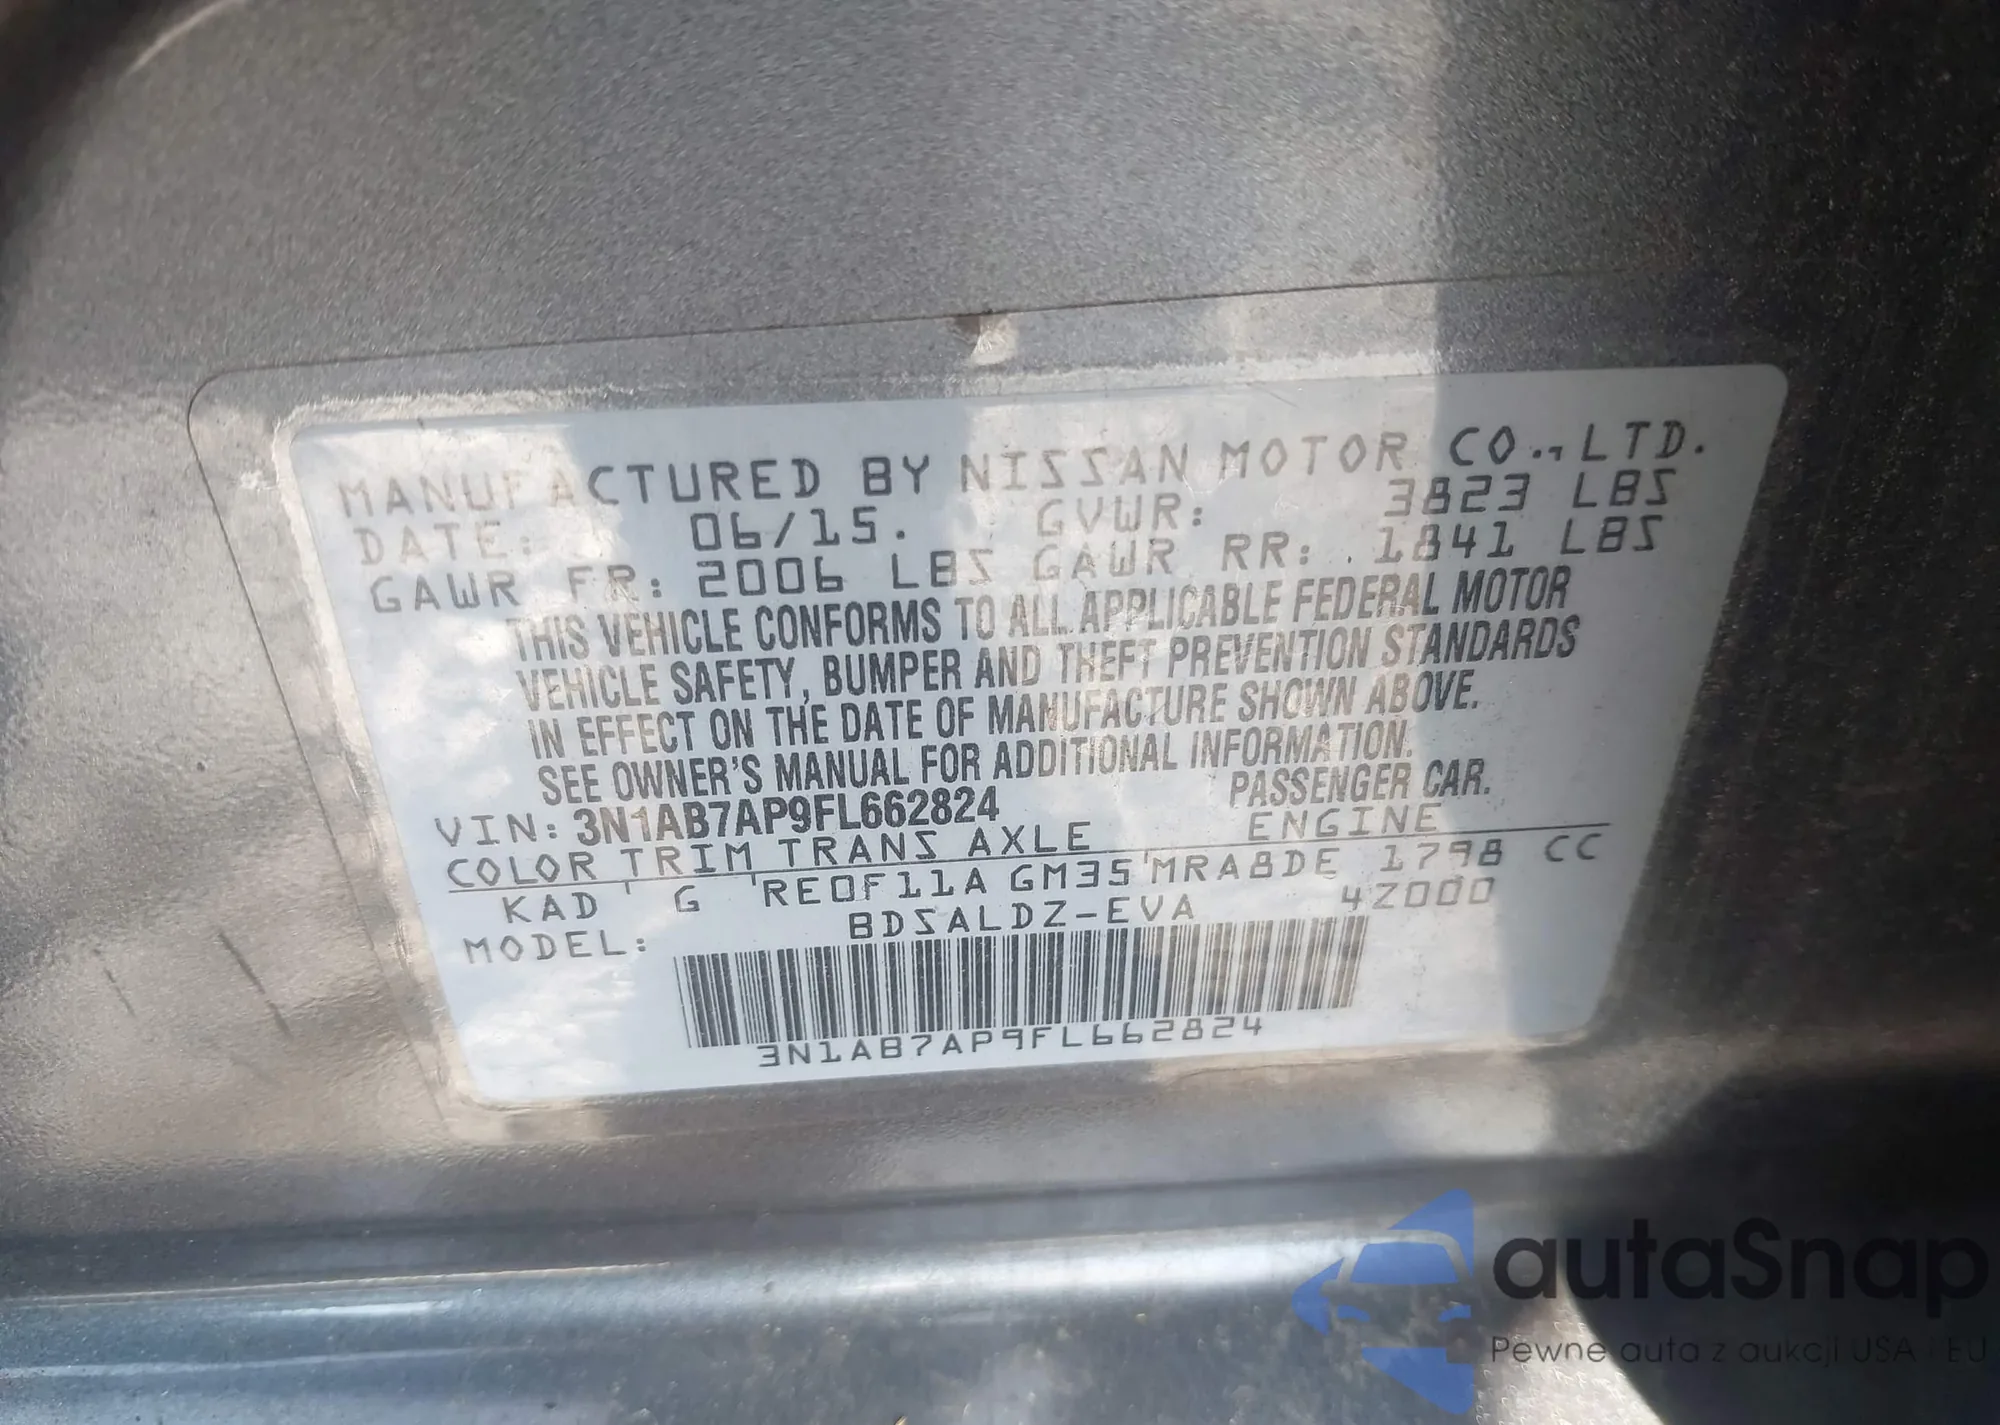 MANUFACTURED BY NISSAN MOTOR CO., LTD.
DATE: 06/15. GVWR: 3823 LBS
GAWR FR: 2006 LBS GAWR RR: 1841 LBS
THIS VEHICLE CONFORMS TO ALL APPLICABLE FEDERAL MOTOR
VEHICLE SAFETY, BUMPER AND THEFT PREVENTION STANDARDS
IN EFFECT ON THE DATE OF MANUFACTURE SHOWN ABOVE.
SEE OWNER'S MANUAL FOR ADDITIONAL INFORMATION.
VIN: 3N1AB7AP9FL662824 PASSENGER CAR.
COLOR TRIM TRANS AXLE ENGINE
KAD G RE0F11A GM35 MRA8DE 1798 CC
MODEL: BDSALDZ-EVA 4Z000
3N1AB7AP9FL662824
autaSnap
Pewne auta z aukcji USA i EU